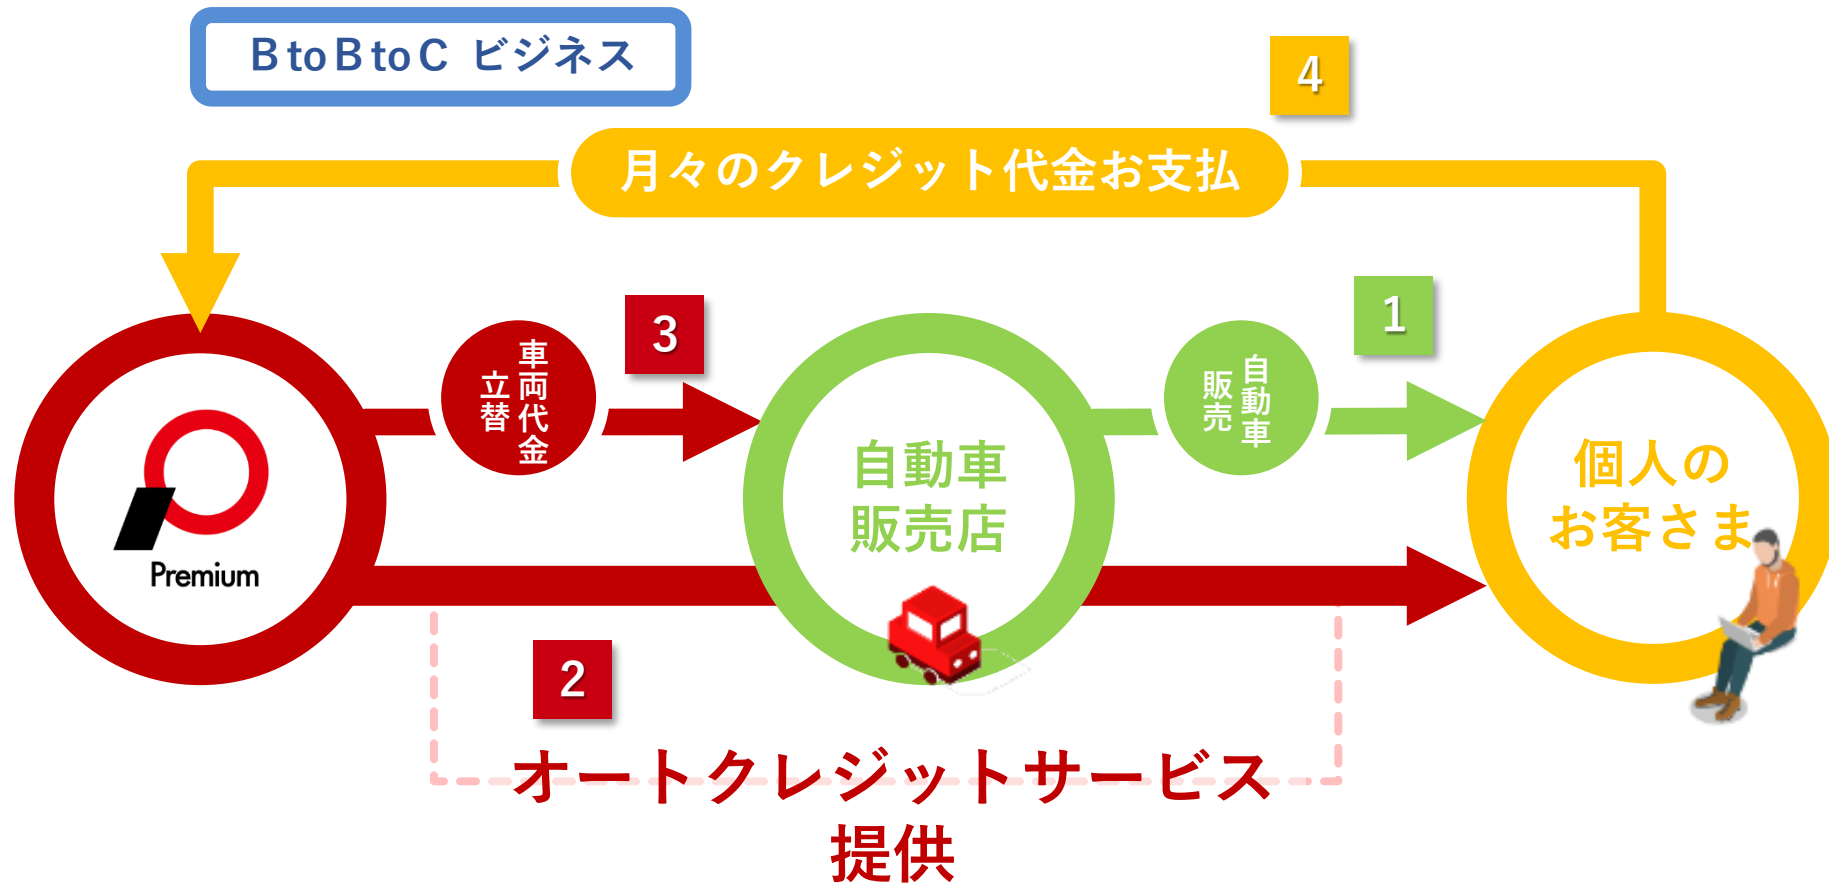 BtoBtoC ビジネス
4
月々のクレジット代金お支払
3
1
車両代金
立替
自動車
販売
自動車
販売店
個人の
お客さま
Premium
2
オートクレジットサービス
提供